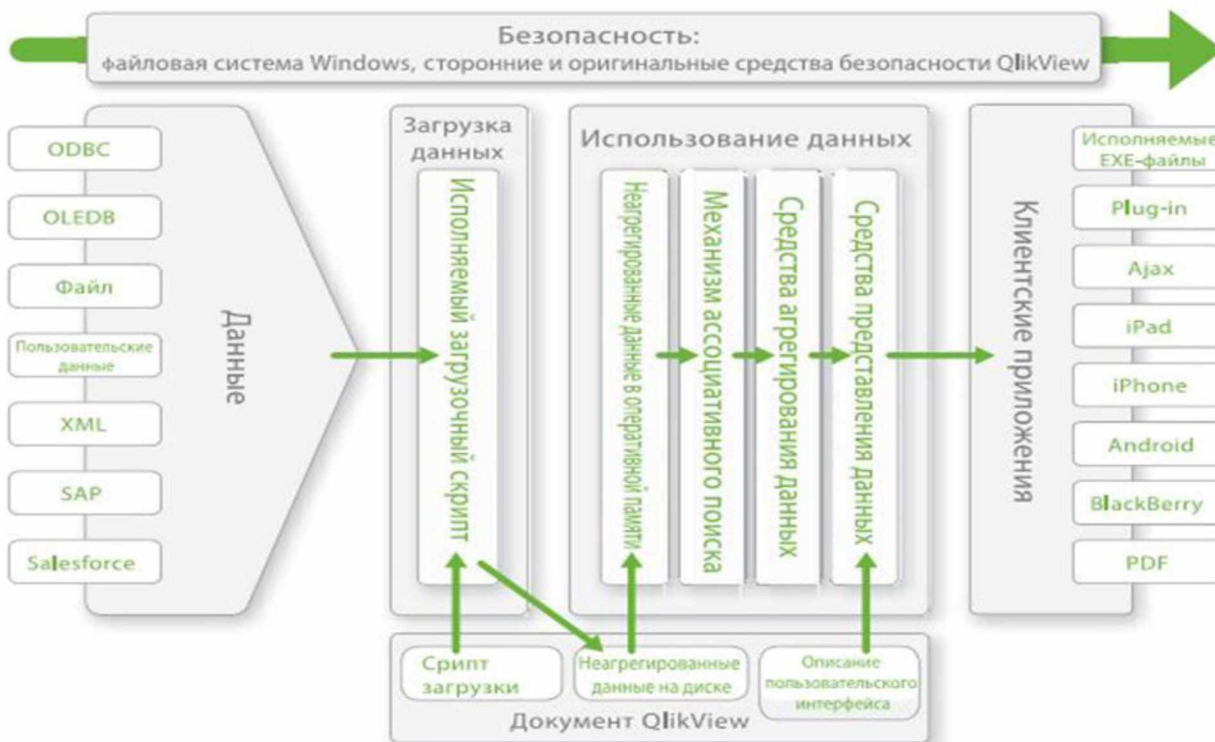 Безопасность:
файловая система Windows, сторонние и оригинальные средства безопасности QlikView
ODBC
OLEDB
Файл
Пользовательские
данные
XML
SAP
Salesforce
Данные
Загрузка
данных
Исполняемый загрузочный скрипт
Использование данных
Неагрегированные данные в оперативной памяти
Механизм ассоциативного поиска
Средства агрегирования данных
Средства представления данных
Клиентские приложения
Исполняемые
EXE-файлы
Plug-in
Ajax
iPad
iPhone
Android
BlackBerry
PDF
Срипт
загрузки
Неагрегированные
данные на диске
Описание
пользовательского
интерфейса
Документ QlikView